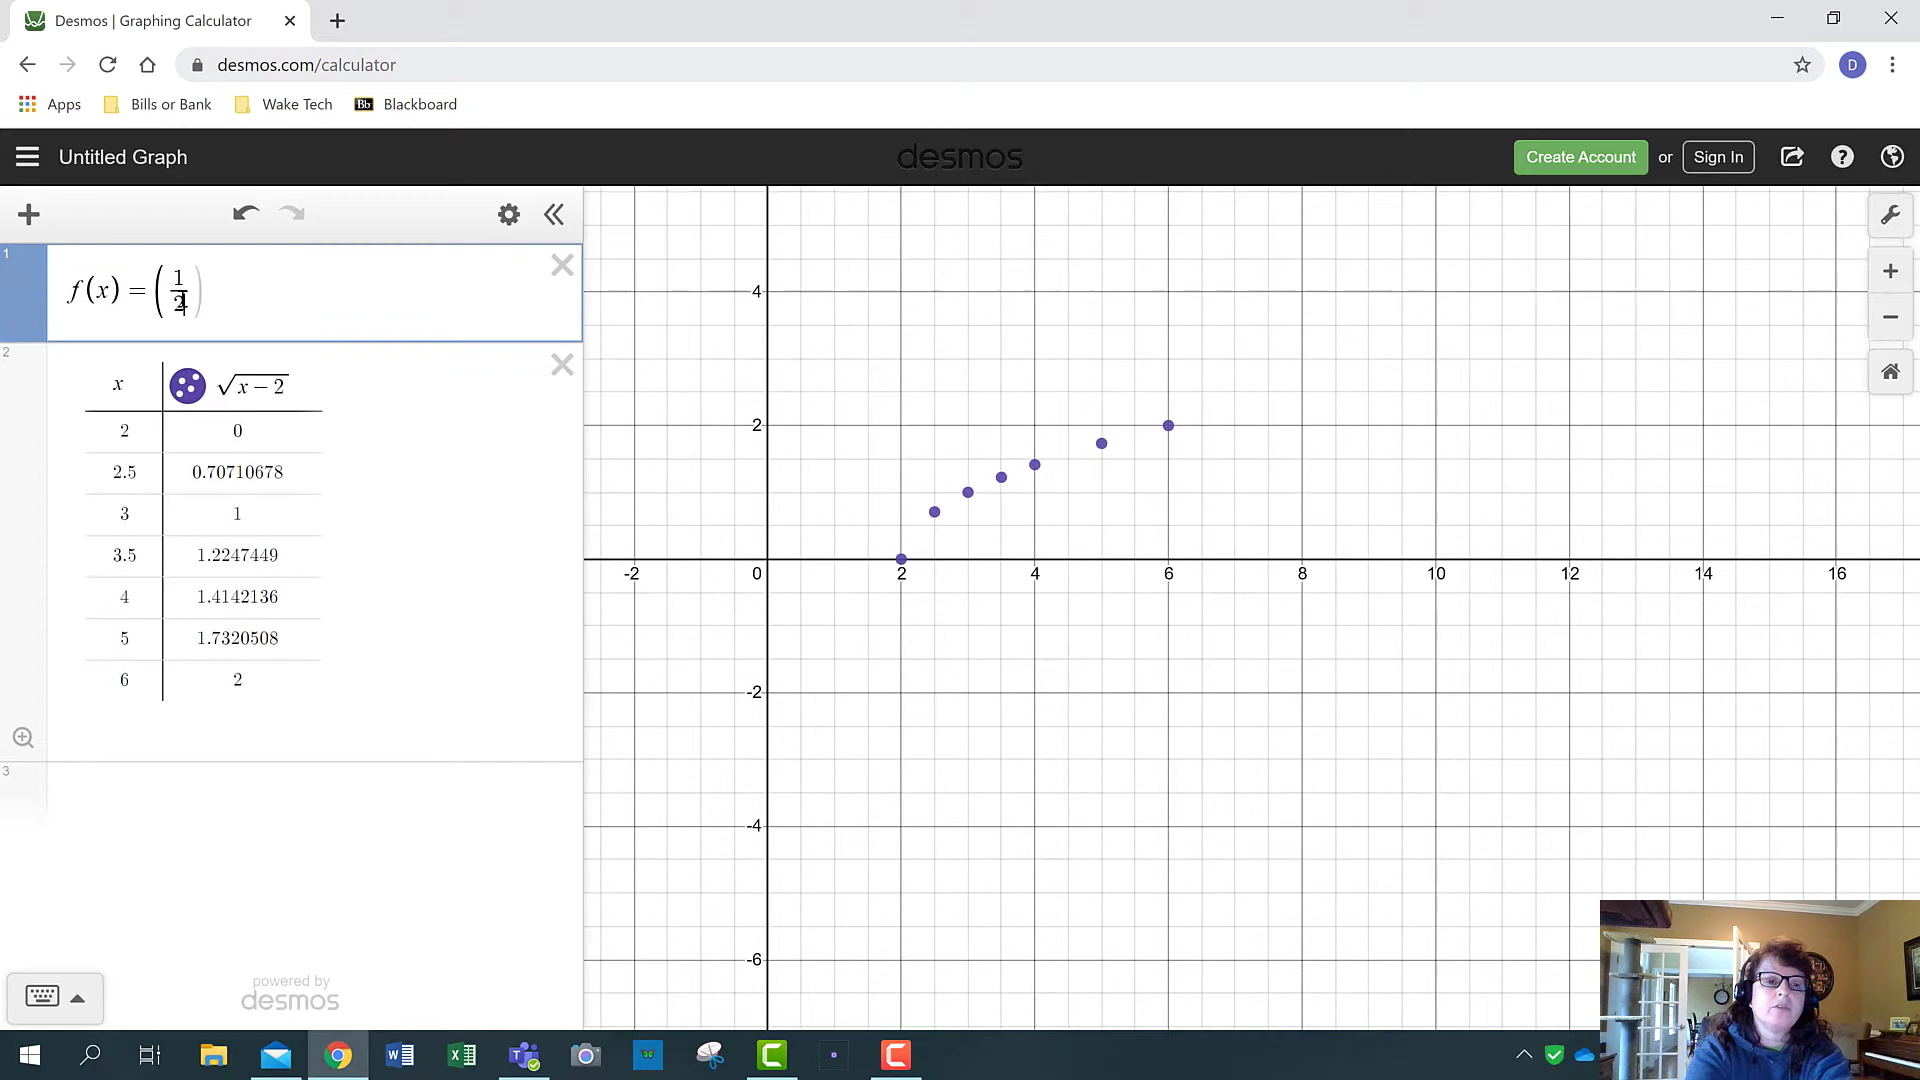 Desmos | Graphing Calculator
desmos.com/calculator
D
Apps
Bills or Bank
Wake Tech
Bb
Blackboard
Untitled Graph
desmos
Create Account
or
Sign In
1
f(x) = (1/2)
2
x √x − 2
2 0
2.5 0.70710678
3 1
3.5 1.2247449
4 1.4142136
5 1.7320508
6 2
3
powered by
desmos
4
2
-2 0 2 4 6 8 10 12 14 16
-2
-4
-6